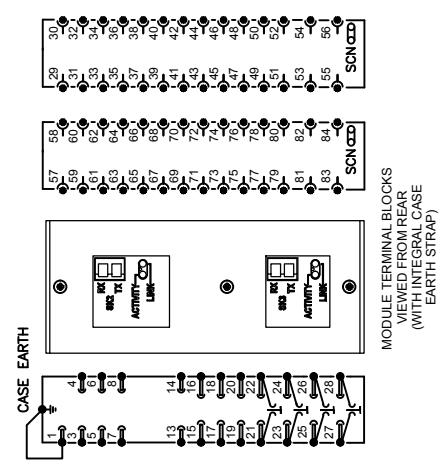 30 32 34 36 38 40 42 44 46 48 50 52 54 56
SCN
29 31 33 35 37 39 41 43 45 47 49 51 53 55
58 60 62 64 66 68 70 72 74 76 78 80 82 84
SCN
57 59 61 63 65 67 69 71 73 75 77 79 81 83
RX
SK2 TX
ACTIVITY
LINK
RX
SK3 TX
ACTIVITY
LINK
CASE EARTH
4 6 8 14 16 18 20 22 24 26 28
1 3 5 7 13 15 17 19 21 23 25 27
MODULE TERMINAL BLOCKS
VIEWED FROM REAR
(WITH INTEGRAL CASE
EARTH STRAP)